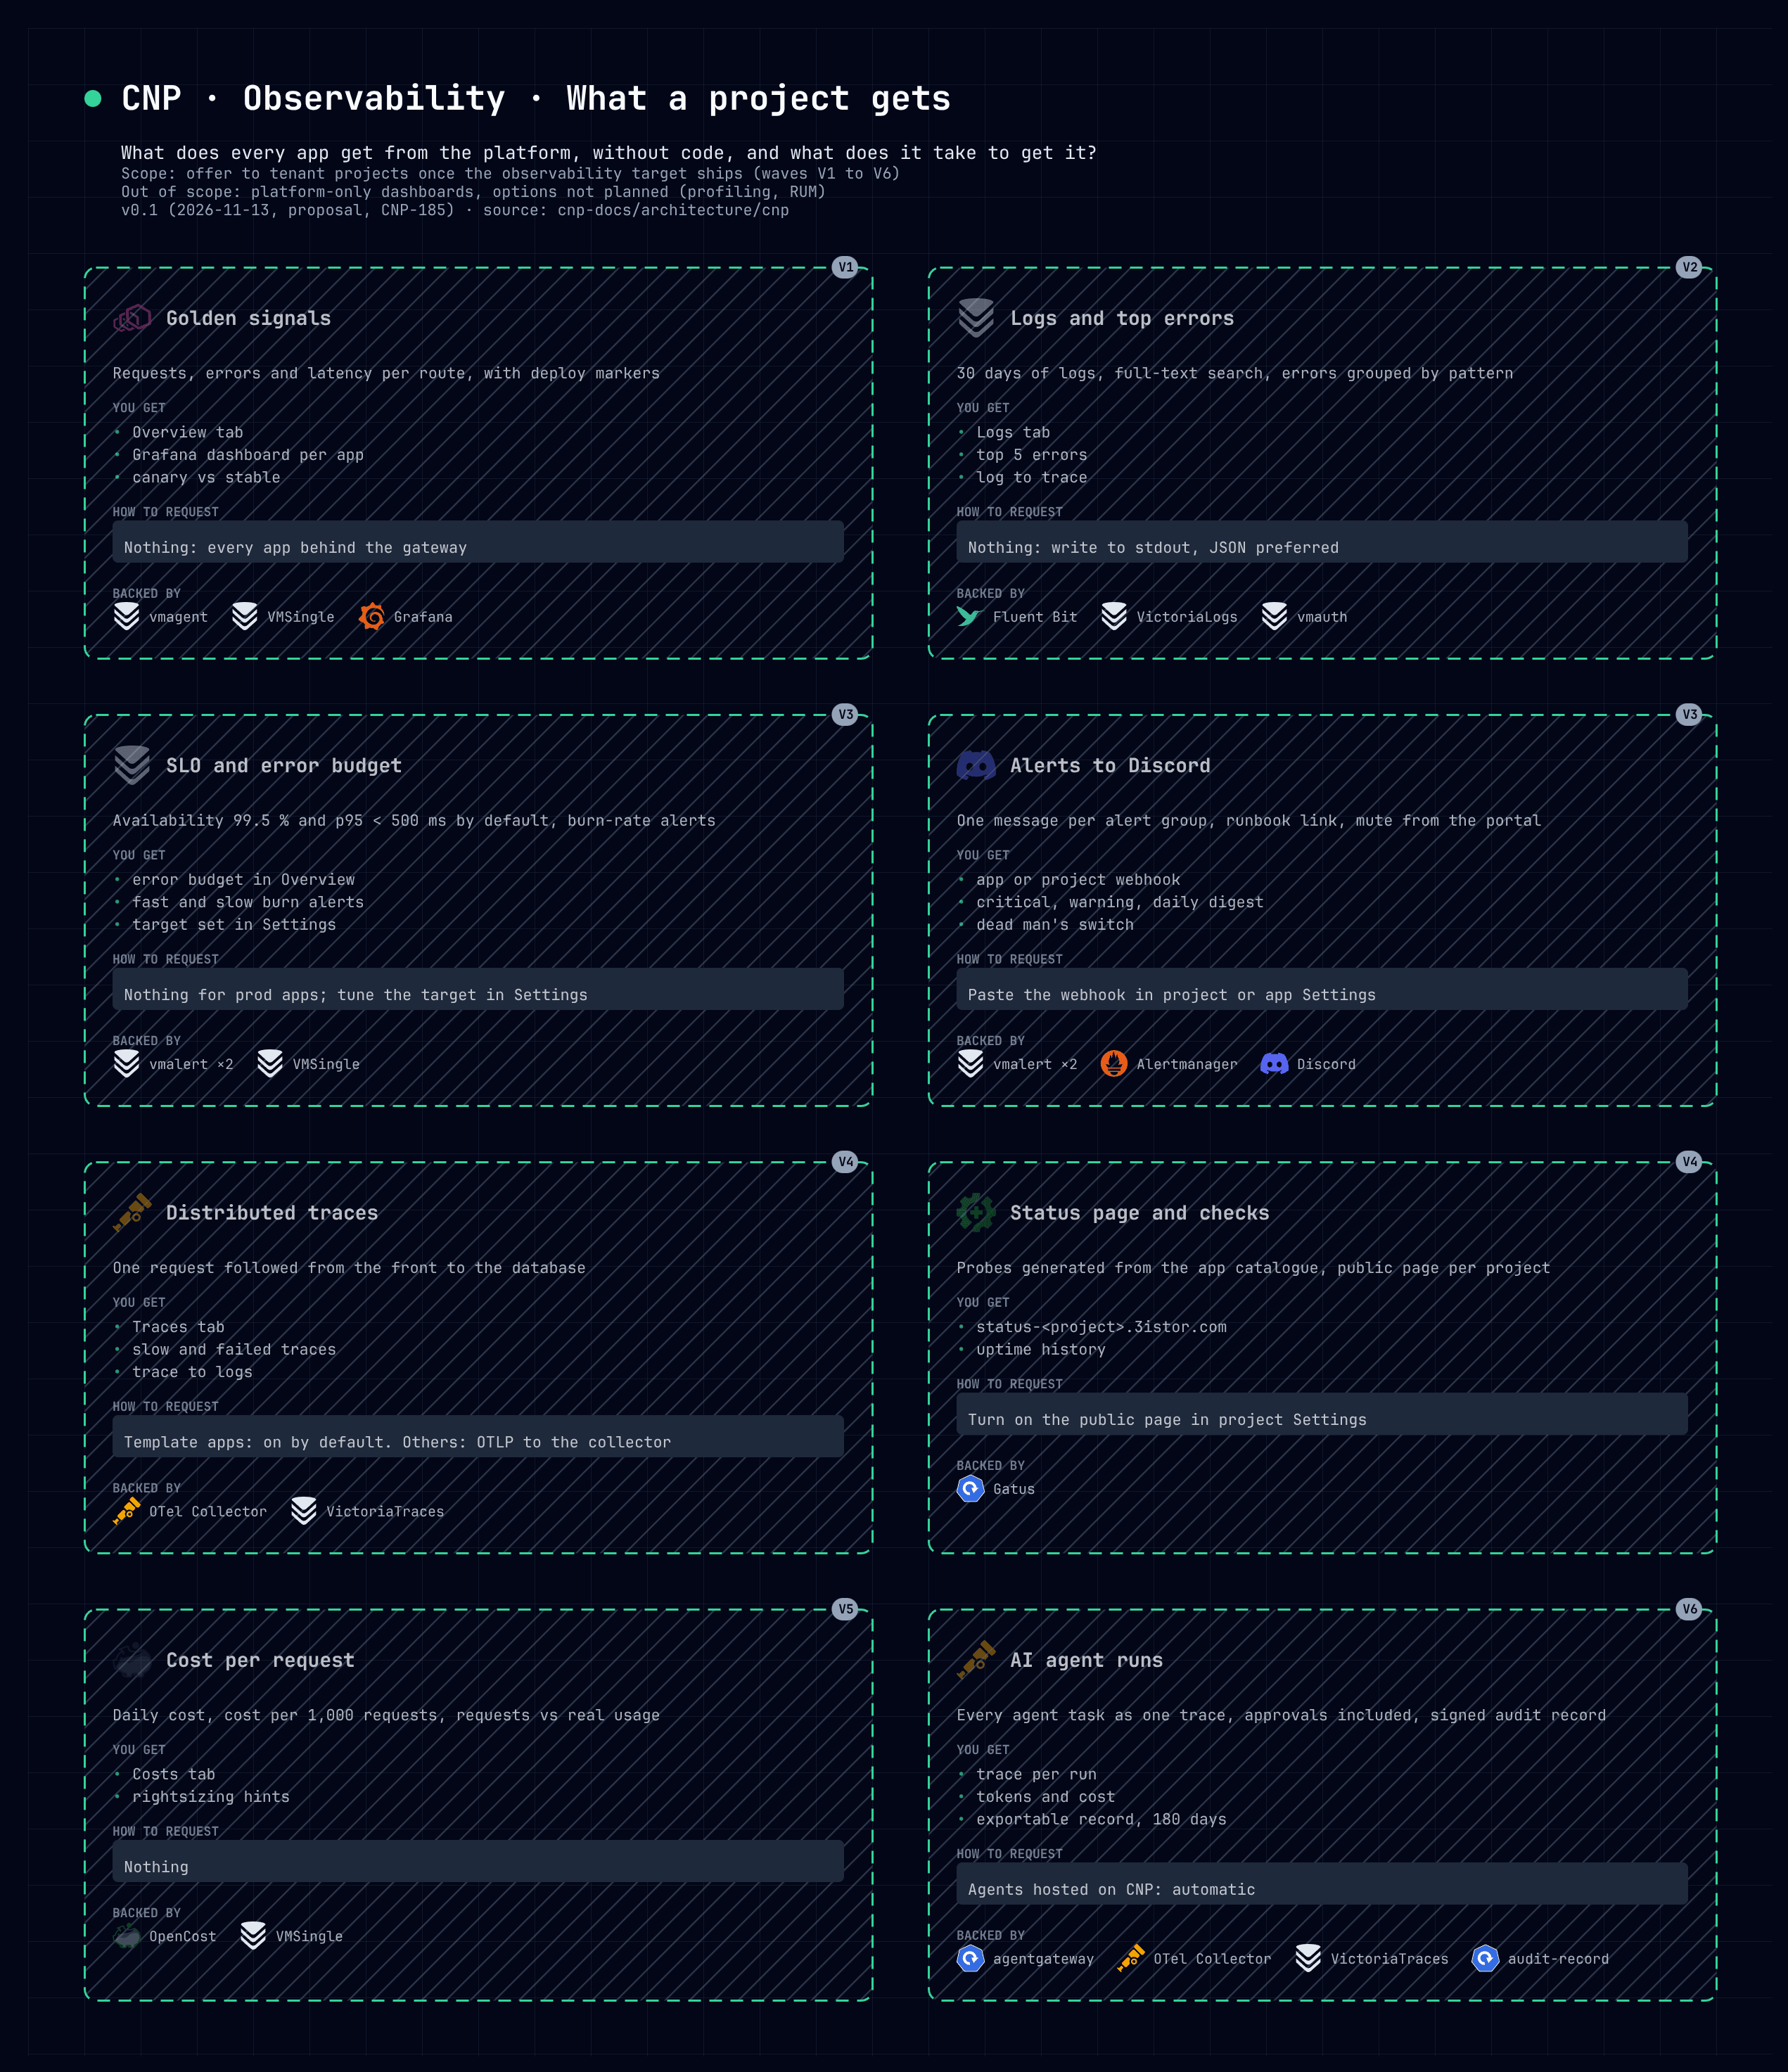 CNP · Observability · What a project gets
What does every app get from the platform, without code, and what does it take to get it?
Scope: offer to tenant projects once the observability target ships (waves V1 to V6)
Out of scope: platform-only dashboards, options not planned (profiling, RUM)
v0.1 (2026-11-13, proposal, CNP-185) · source: cnp-docs/architecture/cnp
V1
Golden signals
Requests, errors and latency per route, with deploy markers
YOU GET
• Overview tab
• Grafana dashboard per app
• canary vs stable
HOW TO REQUEST
Nothing: every app behind the gateway
BACKED BY
vmagent VMSingle Grafana
V2
Logs and top errors
30 days of logs, full-text search, errors grouped by pattern
YOU GET
• Logs tab
• top 5 errors
• log to trace
HOW TO REQUEST
Nothing: write to stdout, JSON preferred
BACKED BY
Fluent Bit VictoriaLogs vmauth
V3
SLO and error budget
Availability 99.5 % and p95 < 500 ms by default, burn-rate alerts
YOU GET
• error budget in Overview
• fast and slow burn alerts
• target set in Settings
HOW TO REQUEST
Nothing for prod apps; tune the target in Settings
BACKED BY
vmalert ×2 VMSingle
V3
Alerts to Discord
One message per alert group, runbook link, mute from the portal
YOU GET
• app or project webhook
• critical, warning, daily digest
• dead man's switch
HOW TO REQUEST
Paste the webhook in project or app Settings
BACKED BY
vmalert ×2 Alertmanager Discord
V4
Distributed traces
One request followed from the front to the database
YOU GET
• Traces tab
• slow and failed traces
• trace to logs
HOW TO REQUEST
Template apps: on by default. Others: OTLP to the collector
BACKED BY
OTel Collector VictoriaTraces
V4
Status page and checks
Probes generated from the app catalogue, public page per project
YOU GET
• status-<project>.3istor.com
• uptime history
HOW TO REQUEST
Turn on the public page in project Settings
BACKED BY
Gatus
V5
Cost per request
Daily cost, cost per 1,000 requests, requests vs real usage
YOU GET
• Costs tab
• rightsizing hints
HOW TO REQUEST
Nothing
BACKED BY
OpenCost VMSingle
V6
AI agent runs
Every agent task as one trace, approvals included, signed audit record
YOU GET
• trace per run
• tokens and cost
• exportable record, 180 days
HOW TO REQUEST
Agents hosted on CNP: automatic
BACKED BY
agentgateway OTel Collector VictoriaTraces audit-record